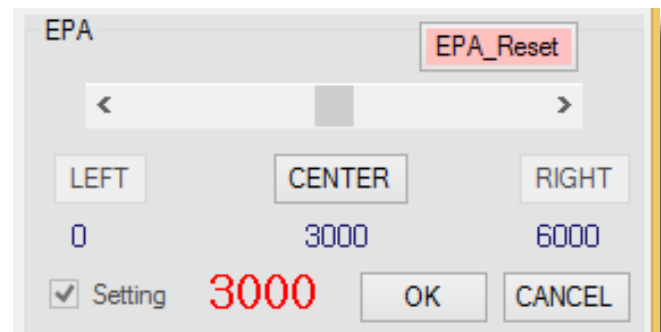 EPA
EPA_Reset
< >
LEFT CENTER RIGHT
0 3000 6000
Setting 3000 OK CANCEL